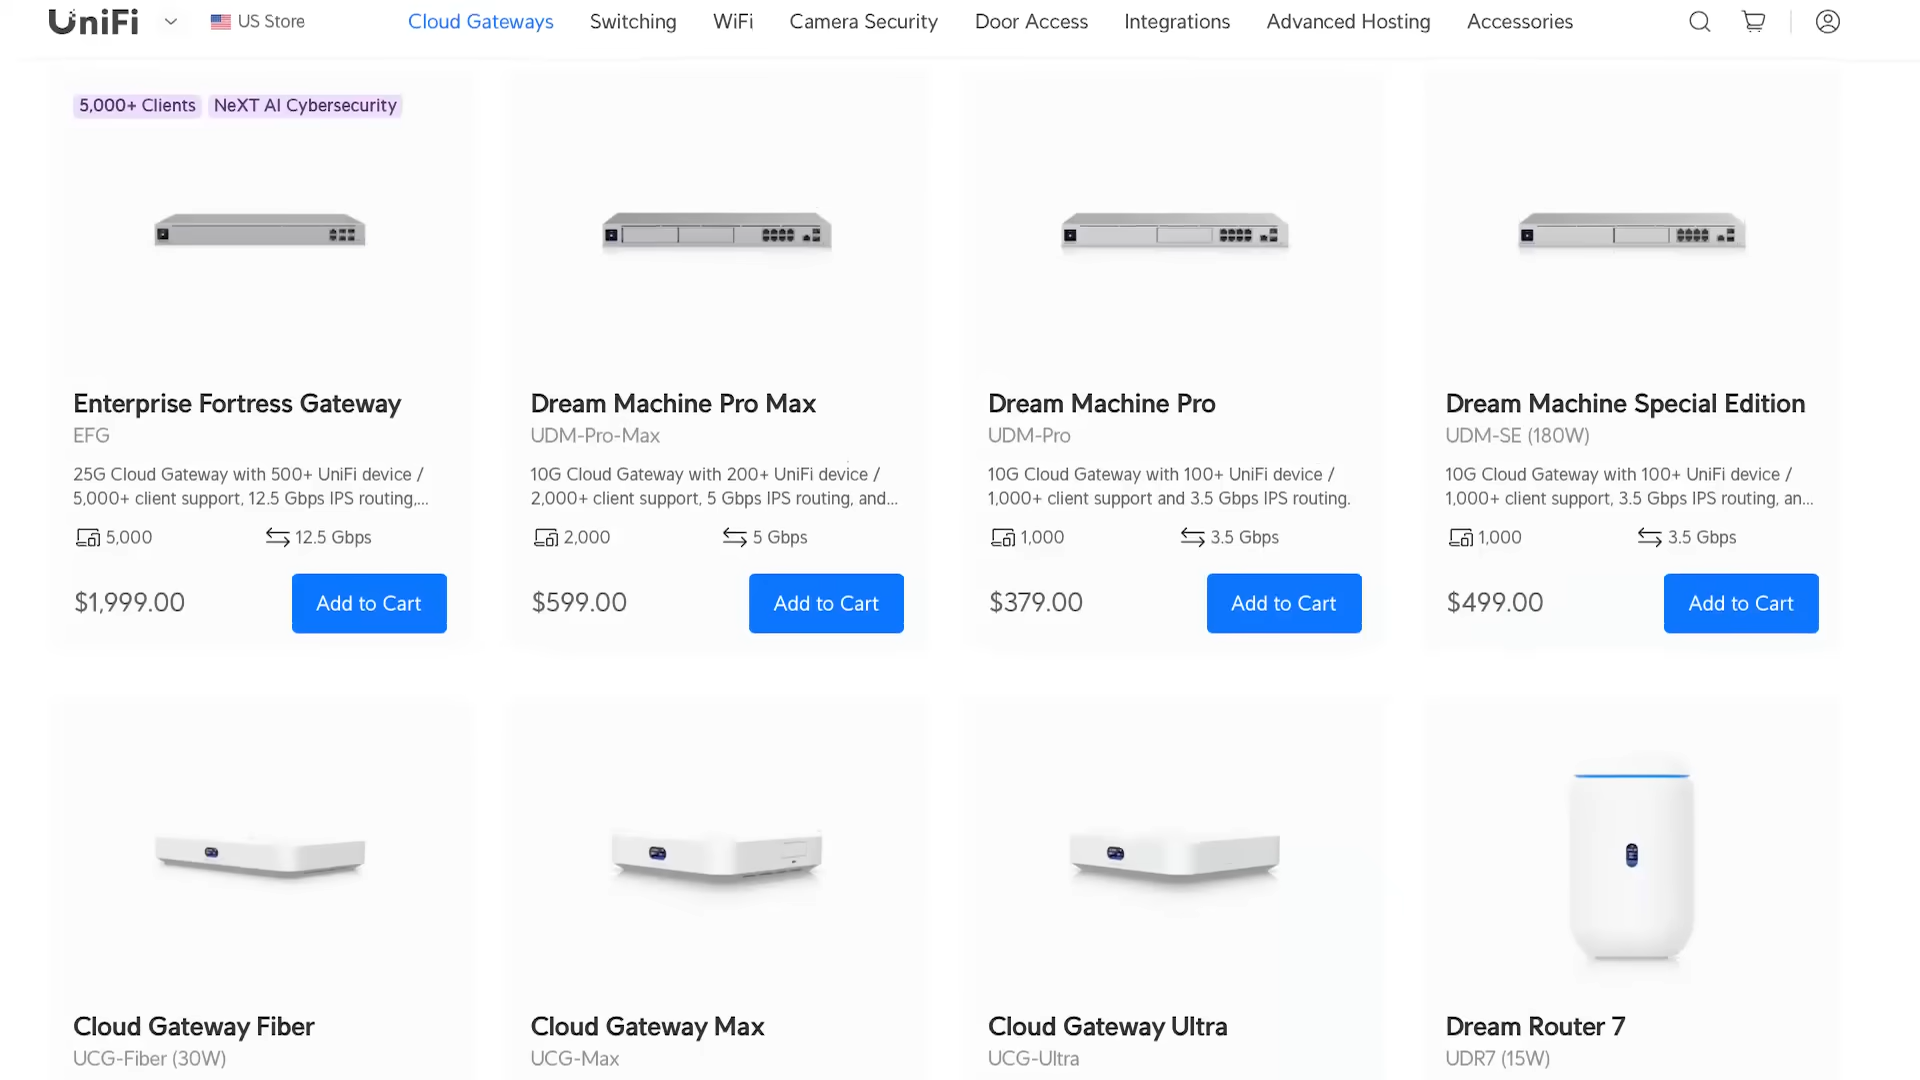 UniFi
US Store
Cloud Gateways
Switching
WiFi
Camera Security
Door Access
Integrations
Advanced Hosting
Accessories
5,000+ Clients
NeXT AI Cybersecurity
Enterprise Fortress Gateway
EFG
25G Cloud Gateway with 500+ UniFi device /
5,000+ client support, 12.5 Gbps IPS routing,...
5,000
12.5 Gbps
$1,999.00
Add to Cart
Dream Machine Pro Max
UDM-Pro-Max
10G Cloud Gateway with 200+ UniFi device /
2,000+ client support, 5 Gbps IPS routing, and...
2,000
5 Gbps
$599.00
Add to Cart
Dream Machine Pro
UDM-Pro
10G Cloud Gateway with 100+ UniFi device /
1,000+ client support and 3.5 Gbps IPS routing.
1,000
3.5 Gbps
$379.00
Add to Cart
Dream Machine Special Edition
UDM-SE (180W)
10G Cloud Gateway with 100+ UniFi device /
1,000+ client support, 3.5 Gbps IPS routing, an...
1,000
3.5 Gbps
$499.00
Add to Cart
Cloud Gateway Fiber
UCG-Fiber (30W)
Cloud Gateway Max
UCG-Max
Cloud Gateway Ultra
UCG-Ultra
Dream Router 7
UDR7 (15W)